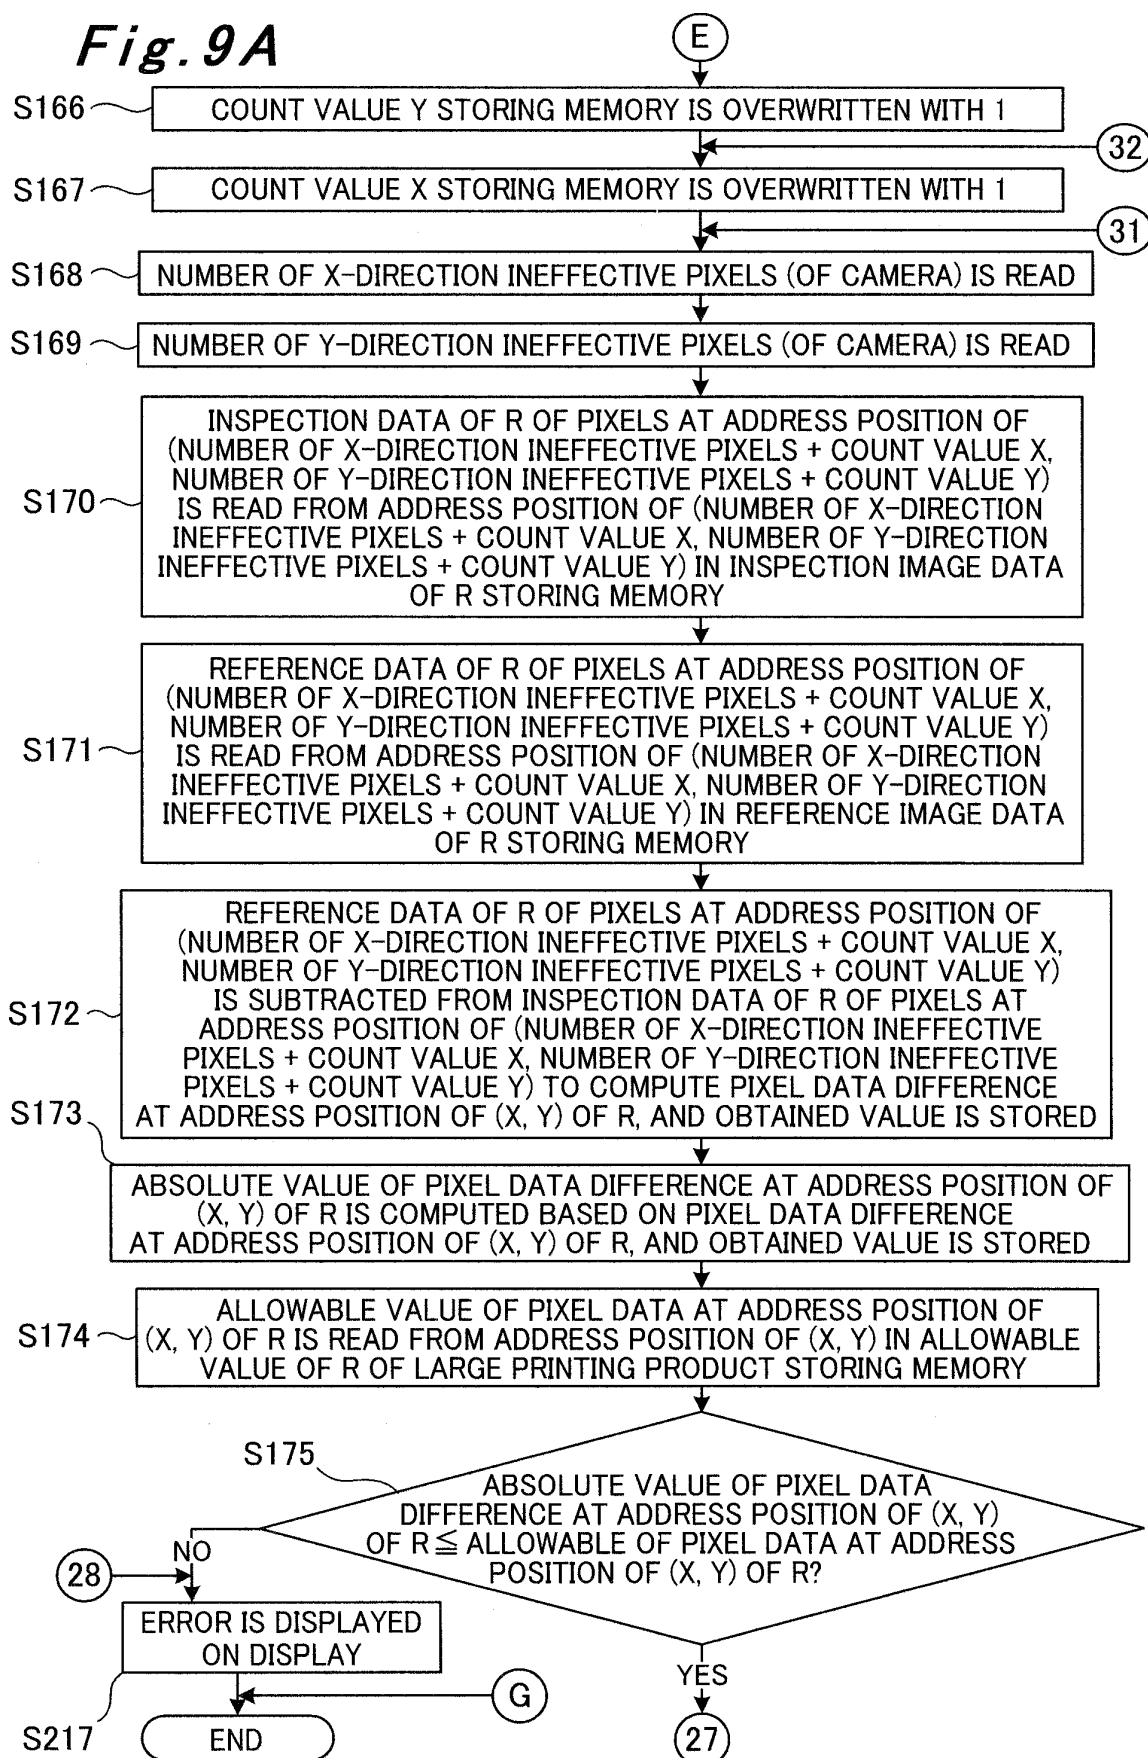 Fig. 9A
E
S166
COUNT VALUE Y STORING MEMORY IS OVERWRITTEN WITH 1
32
S167
COUNT VALUE X STORING MEMORY IS OVERWRITTEN WITH 1
31
S168
NUMBER OF X-DIRECTION INEFFECTIVE PIXELS (OF CAMERA) IS READ
S169
NUMBER OF Y-DIRECTION INEFFECTIVE PIXELS (OF CAMERA) IS READ
S170
INSPECTION DATA OF R OF PIXELS AT ADDRESS POSITION OF
(NUMBER OF X-DIRECTION INEFFECTIVE PIXELS + COUNT VALUE X,
NUMBER OF Y-DIRECTION INEFFECTIVE PIXELS + COUNT VALUE Y)
IS READ FROM ADDRESS POSITION OF (NUMBER OF X-DIRECTION
INEFFECTIVE PIXELS + COUNT VALUE X, NUMBER OF Y-DIRECTION
INEFFECTIVE PIXELS + COUNT VALUE Y) IN INSPECTION IMAGE DATA
OF R STORING MEMORY
S171
REFERENCE DATA OF R OF PIXELS AT ADDRESS POSITION OF
(NUMBER OF X-DIRECTION INEFFECTIVE PIXELS + COUNT VALUE X,
NUMBER OF Y-DIRECTION INEFFECTIVE PIXELS + COUNT VALUE Y)
IS READ FROM ADDRESS POSITION OF (NUMBER OF X-DIRECTION
INEFFECTIVE PIXELS + COUNT VALUE X, NUMBER OF Y-DIRECTION
INEFFECTIVE PIXELS + COUNT VALUE Y) IN REFERENCE IMAGE DATA
OF R STORING MEMORY
S172
REFERENCE DATA OF R OF PIXELS AT ADDRESS POSITION OF
(NUMBER OF X-DIRECTION INEFFECTIVE PIXELS + COUNT VALUE X,
NUMBER OF Y-DIRECTION INEFFECTIVE PIXELS + COUNT VALUE Y)
IS SUBTRACTED FROM INSPECTION DATA OF R OF PIXELS AT
ADDRESS POSITION OF (NUMBER OF X-DIRECTION INEFFECTIVE
PIXELS + COUNT VALUE X, NUMBER OF Y-DIRECTION INEFFECTIVE
PIXELS + COUNT VALUE Y) TO COMPUTE PIXEL DATA DIFFERENCE
AT ADDRESS POSITION OF (X, Y) OF R, AND OBTAINED VALUE IS STORED
S173
ABSOLUTE VALUE OF PIXEL DATA DIFFERENCE AT ADDRESS POSITION OF
(X, Y) OF R IS COMPUTED BASED ON PIXEL DATA DIFFERENCE
AT ADDRESS POSITION OF (X, Y) OF R, AND OBTAINED VALUE IS STORED
S174
ALLOWABLE VALUE OF PIXEL DATA AT ADDRESS POSITION OF
(X, Y) OF R IS READ FROM ADDRESS POSITION OF (X, Y) IN ALLOWABLE
VALUE OF R OF LARGE PRINTING PRODUCT STORING MEMORY
S175
ABSOLUTE VALUE OF PIXEL DATA
DIFFERENCE AT ADDRESS POSITION OF (X, Y)
OF R ≦ ALLOWABLE OF PIXEL DATA AT ADDRESS
POSITION OF (X, Y) OF R?
NO
28
ERROR IS DISPLAYED
ON DISPLAY
YES
G
S217
END
27